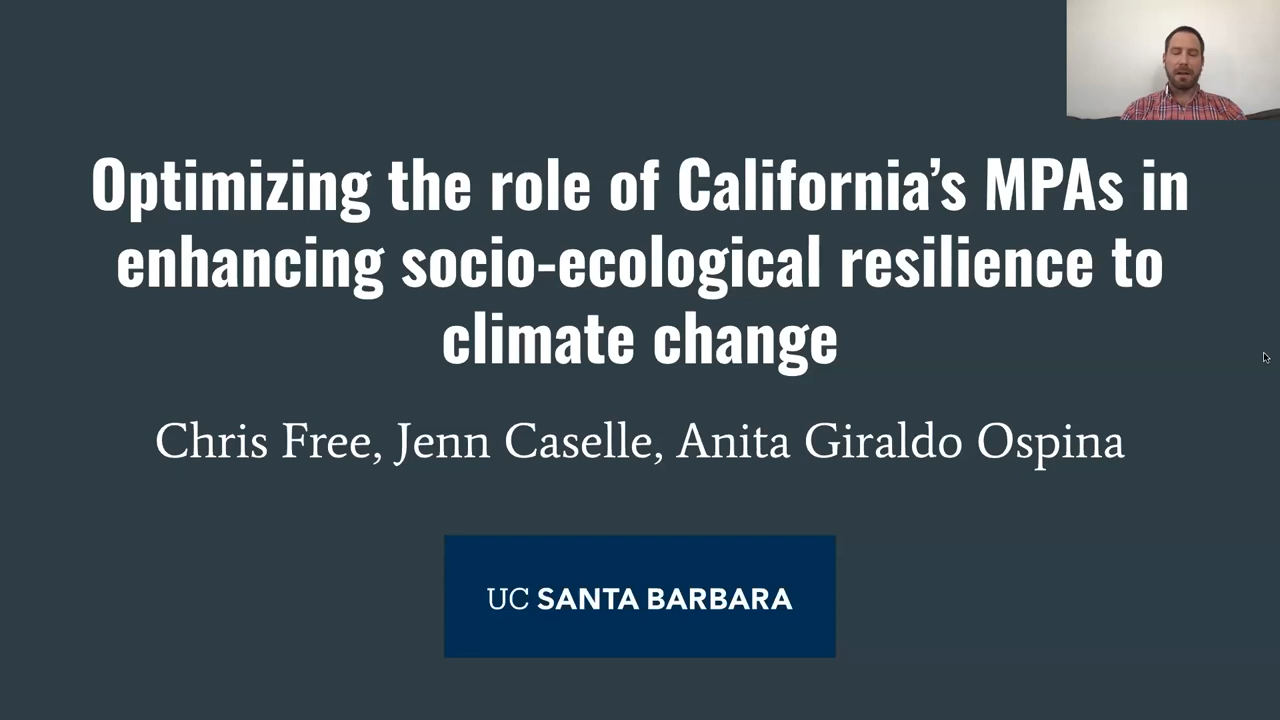 Optimizing the role of California’s MPAs in
enhancing socio-ecological resilience to
climate change
Chris Free, Jenn Caselle, Anita Giraldo Ospina
UC SANTA BARBARA